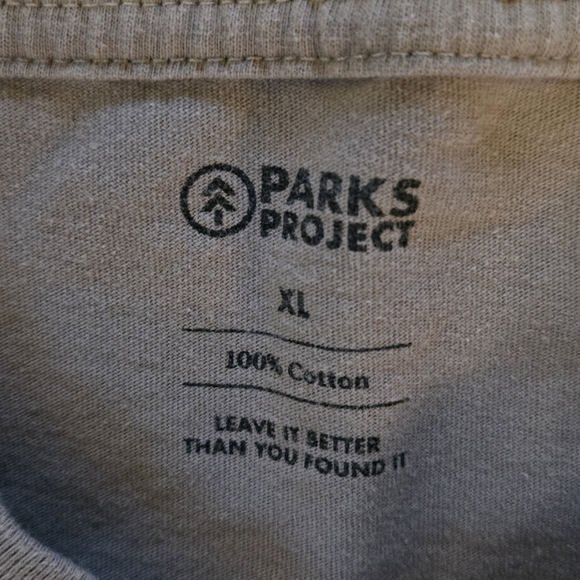 PARKS
PROJECT
XL
100% Cotton
LEAVE IT BETTER
THAN YOU FOUND IT